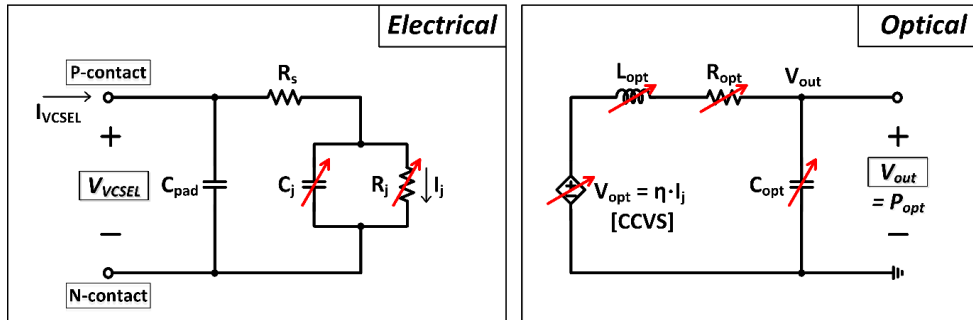 Electrical
P-contact
I_VCSEL
+
V_VCSEL
–
N-contact
C_pad
R_s
C_j
R_j
I_j
Optical
L_opt
R_opt
V_out
+ –
V_opt = η·I_j
[CCVS]
C_opt
+
V_out
= P_opt
–